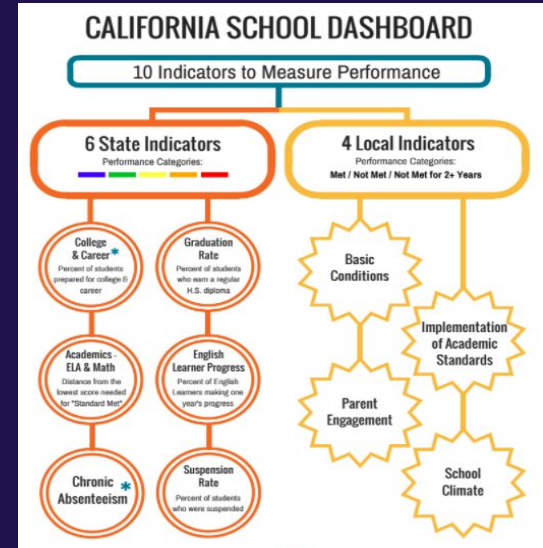 CALIFORNIA SCHOOL DASHBOARD
10 Indicators to Measure Performance
6 State Indicators
Performance Categories:
4 Local Indicators
Performance Categories:
Met / Not Met / Not Met for 2+ Years
College
& Career*
Percent of students
prepared for college &
career
Graduation
Rate
Percent of students
who earn a regular
H.S. diploma
Academics -
ELA & Math
Distance from the
lowest score needed
for "Standard Met"
English
Learner Progress
Percent of English
Learners making one
year's progress
Chronic
Absenteeism*
Suspension
Rate
Percent of students
who were suspended
Basic
Conditions
Implementation
of Academic
Standards
Parent
Engagement
School
Climate